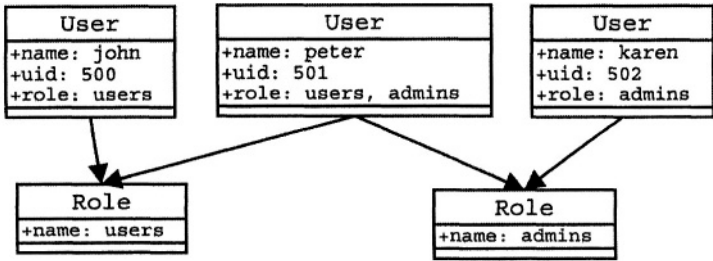 User
+name: john
+uid: 500
+role: users
User
+name: peter
+uid: 501
+role: users, admins
User
+name: karen
+uid: 502
+role: admins
Role
+name: users
Role
+name: admins